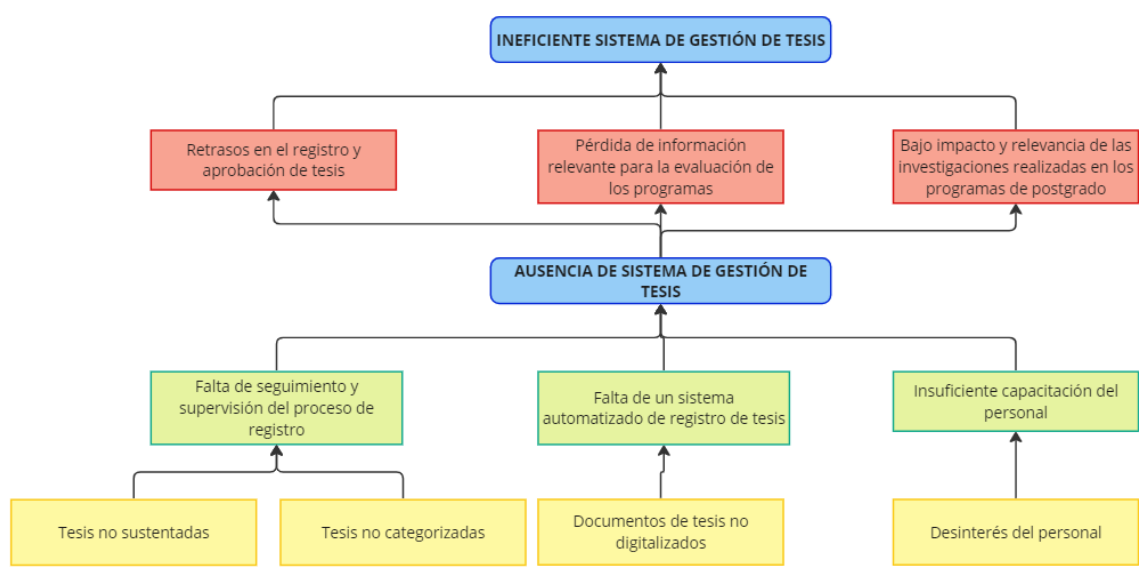 INEFICIENTE SISTEMA DE GESTIÓN DE TESIS
Retrasos en el registro y
aprobación de tesis
Pérdida de información
relevante para la evaluación de
los programas
Bajo impacto y relevancia de las
investigaciones realizadas en los
programas de postgrado
AUSENCIA DE SISTEMA DE GESTIÓN DE
TESIS
Falta de seguimiento y
supervisión del proceso de
registro
Falta de un sistema
automatizado de registro de tesis
Insuficiente capacitación del
personal
Tesis no sustentadas
Tesis no categorizadas
Documentos de tesis no
digitalizados
Desinterés del personal